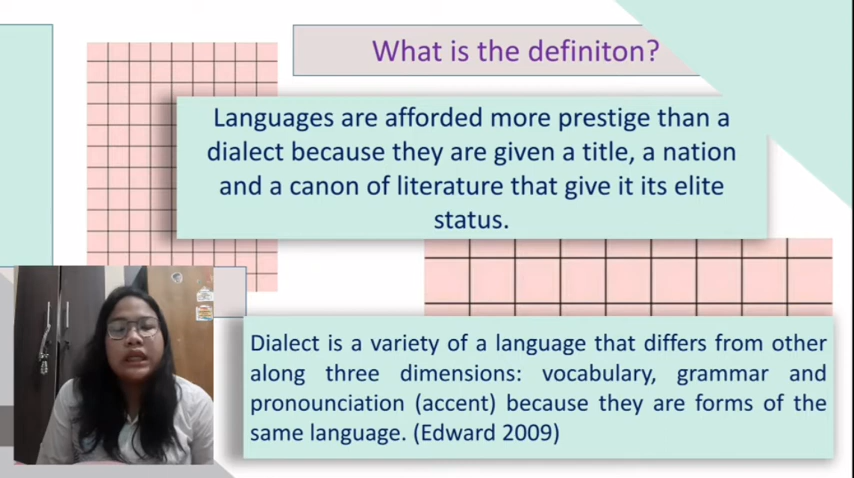 What is the definiton?
Languages are afforded more prestige than a
dialect because they are given a title, a nation
and a canon of literature that give it its elite
status.
Dialect is a variety of a language that differs from other
along three dimensions: vocabulary, grammar and
pronounciation (accent) because they are forms of the
same language. (Edward 2009)